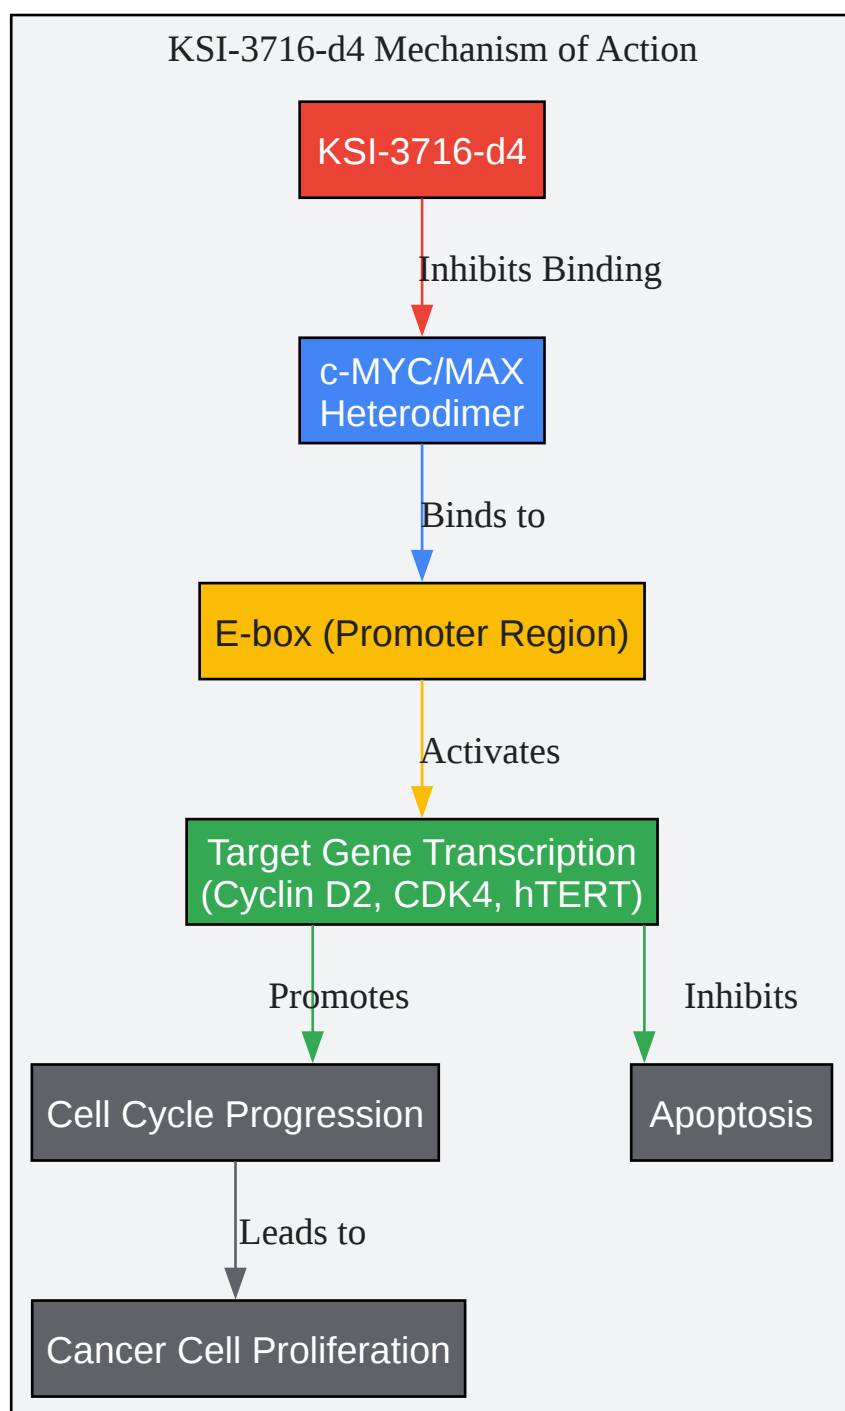 KSI-3716-d4 Mechanism of Action
KSI-3716-d4
Inhibits Binding
c-MYC/MAX
Heterodimer
Binds to
E-box (Promoter Region)
Activates
Target Gene Transcription
(Cyclin D2, CDK4, hTERT)
Promotes
Inhibits
Cell Cycle Progression
Apoptosis
Leads to
Cancer Cell Proliferation